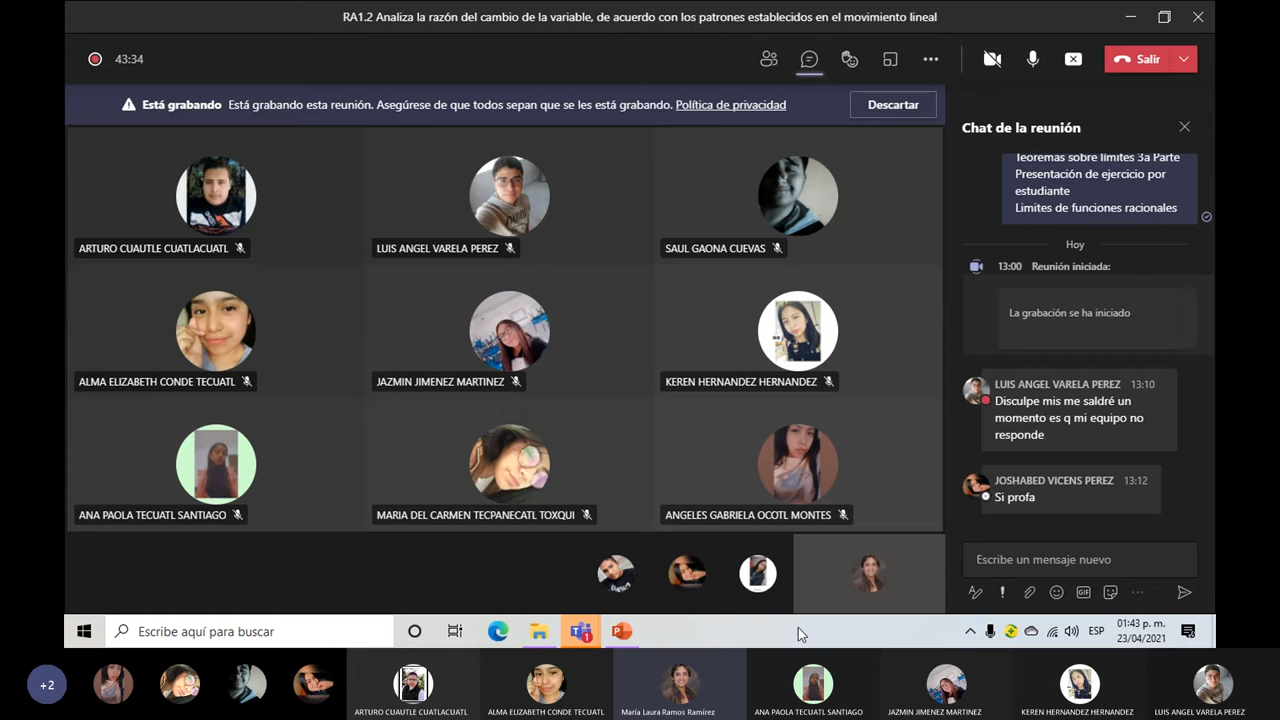 RA1.2 Analiza la razón del cambio de la variable, de acuerdo con los patrones establecidos en el movimiento lineal
43:34
Salir
Está grabando Está grabando esta reunión. Asegúrese de que todos sepan que se les está grabando. Política de privacidad
Descartar
Chat de la reunión
Teoremas sobre límites 3a Parte
Presentación de ejercicio por
estudiante
Limites de funciones racionales
Hoy
13:00 Reunión iniciada:
La grabación se ha iniciado
LUIS ANGEL VARELA PEREZ 13:10
Disculpe mis me saldré un
momento es q mi equipo no
responde
JOSHABED VICENS PEREZ 13:12
Si profa
Escribe un mensaje nuevo
GIF
ARTURO CUAUTLE CUATLACUATL
LUIS ANGEL VARELA PEREZ
SAUL GAONA CUEVAS
ALMA ELIZABETH CONDE TECUATL
JAZMIN JIMENEZ MARTINEZ
KEREN HERNANDEZ HERNANDEZ
ANA PAOLA TECUATL SANTIAGO
MARIA DEL CARMEN TECPANECATL TOXQUI
ANGELES GABRIELA OCOTL MONTES
Escribe aquí para buscar
1
ESP
01:43 p. m.
23/04/2021
+2
ARTURO CUAUTLE CUATLACUATL
ALMA ELIZABETH CONDE TECUATL
María Laura Ramos Ramírez
ANA PAOLA TECUATL SANTIAGO
JAZMIN JIMENEZ MARTINEZ
KEREN HERNANDEZ HERNANDEZ
LUIS ANGEL VARELA PEREZ